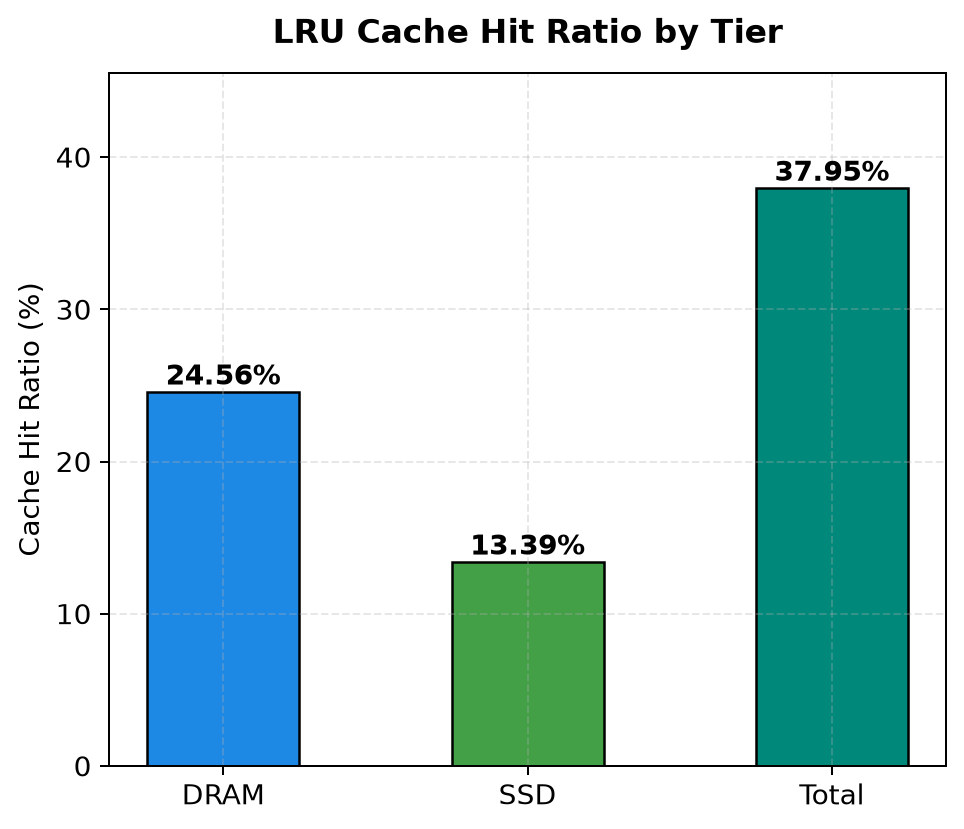 LRU Cache Hit Ratio by Tier
Cache Hit Ratio (%)
40
30
20
10
0
24.56%
13.39%
37.95%
DRAM
SSD
Total